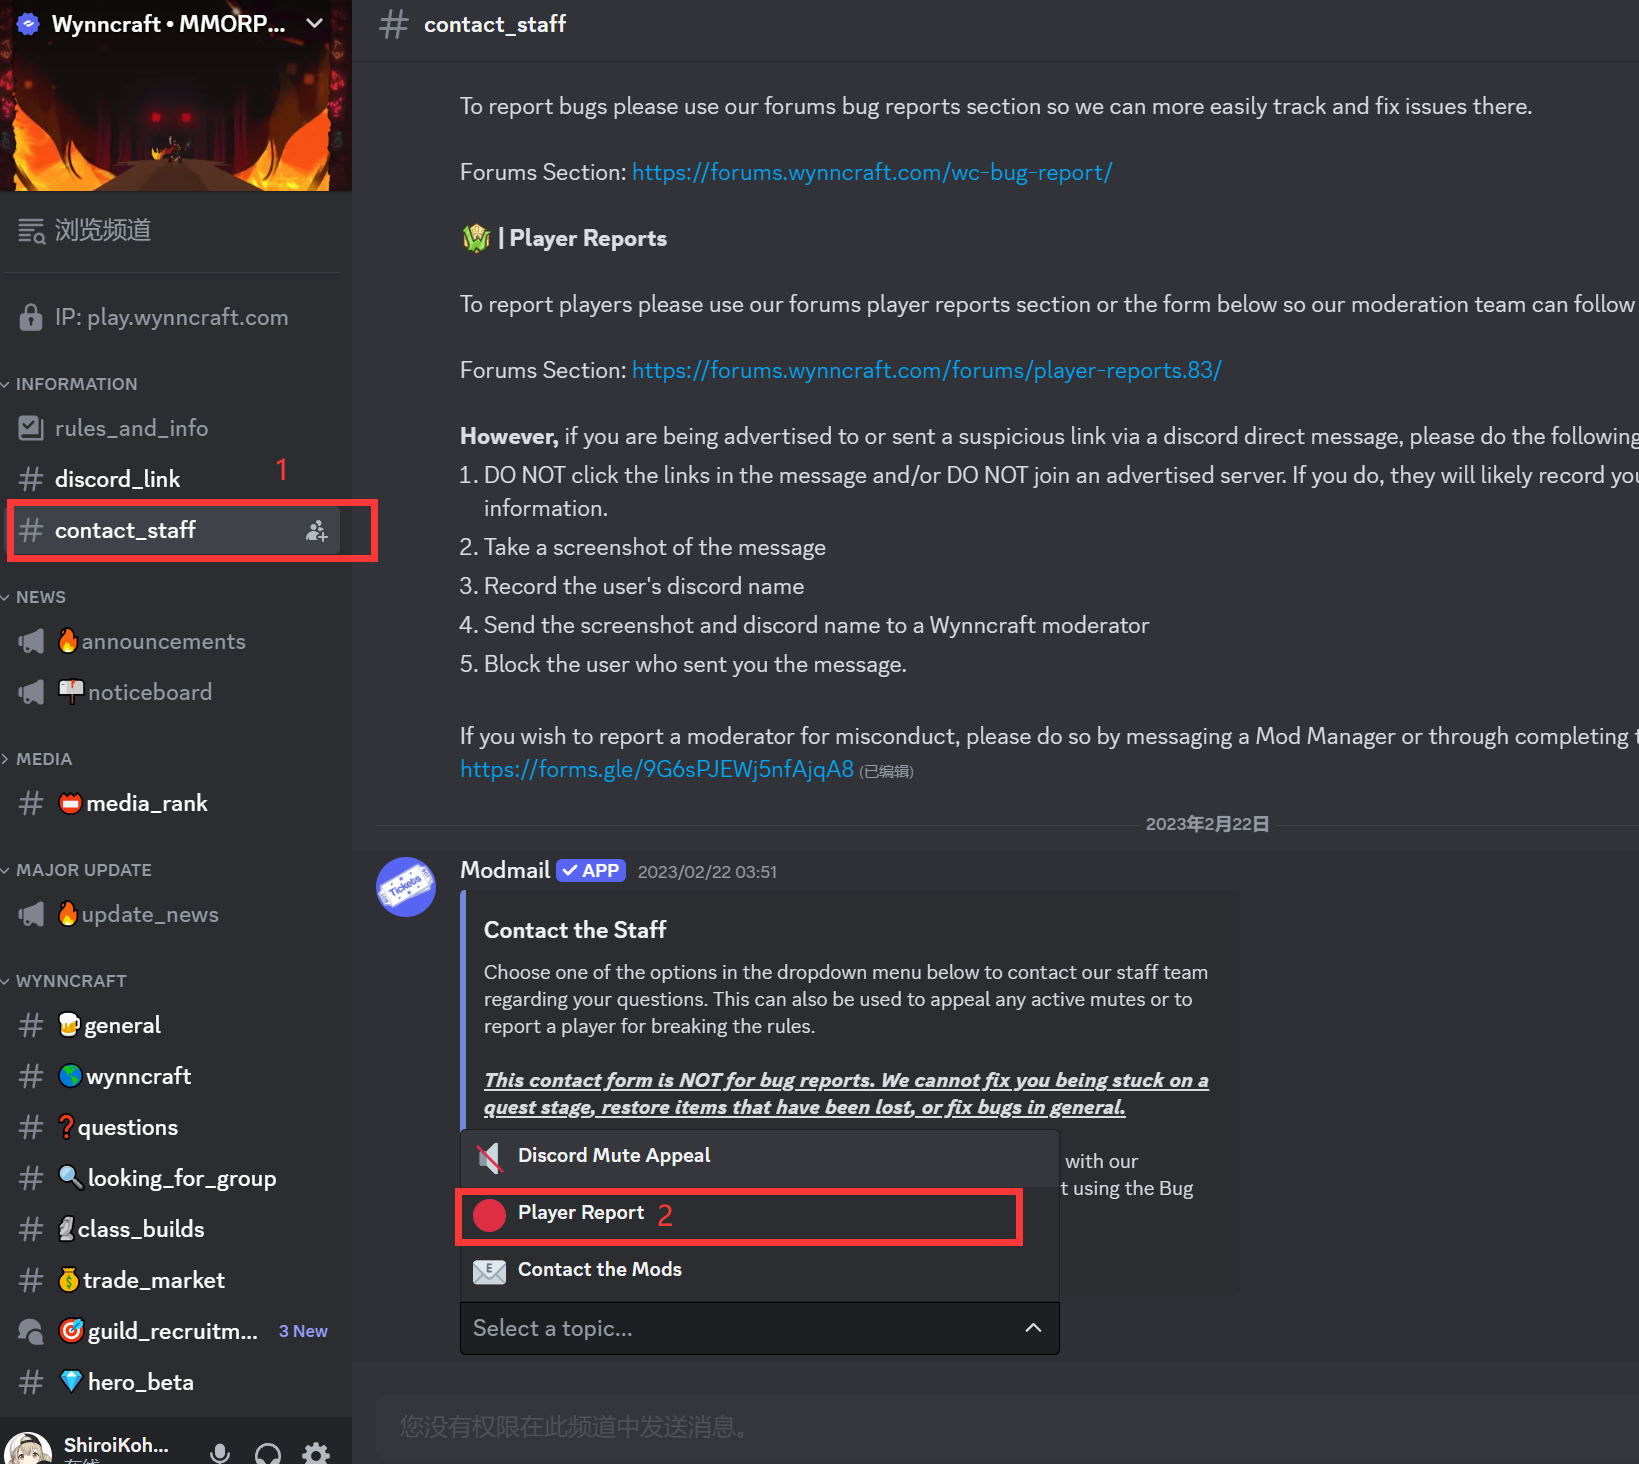 Wynncraft • MMORP...
浏览频道
IP: play.wynncraft.com
INFORMATION
rules_and_info
discord_link
1
contact_staff
NEWS
announcements
noticeboard
MEDIA
media_rank
MAJOR UPDATE
update_news
WYNNCRAFT
general
wynncraft
questions
looking_for_group
class_builds
trade_market
guild_recruitm... 3 New
hero_beta
ShiroiKoh...
在线
contact_staff
To report bugs please use our forums bug reports section so we can more easily track and fix issues there.
Forums Section: https://forums.wynncraft.com/wc-bug-report/
| Player Reports
To report players please use our forums player reports section or the form below so our moderation team can follow
Forums Section: https://forums.wynncraft.com/forums/player-reports.83/
However, if you are being advertised to or sent a suspicious link via a discord direct message, please do the following
1. DO NOT click the links in the message and/or DO NOT join an advertised server. If you do, they will likely record you
information.
2. Take a screenshot of the message
3. Record the user's discord name
4. Send the screenshot and discord name to a Wynncraft moderator
5. Block the user who sent you the message.
If you wish to report a moderator for misconduct, please do so by messaging a Mod Manager or through completing t
https://forms.gle/9G6sPJEWj5nfAjqA8 (已编辑)
2023年2月22日
Modmail APP 2023/02/22 03:51
Tickets
Contact the Staff
Choose one of the options in the dropdown menu below to contact our staff team
regarding your questions. This can also be used to appeal any active mutes or to
report a player for breaking the rules.
This contact form is NOT for bug reports. We cannot fix you being stuck on a
quest stage, restore items that have been lost, or fix bugs in general.
with our
t using the Bug
Discord Mute Appeal
Player Report 2
Contact the Mods
Select a topic...
您没有权限在此频道中发送消息。